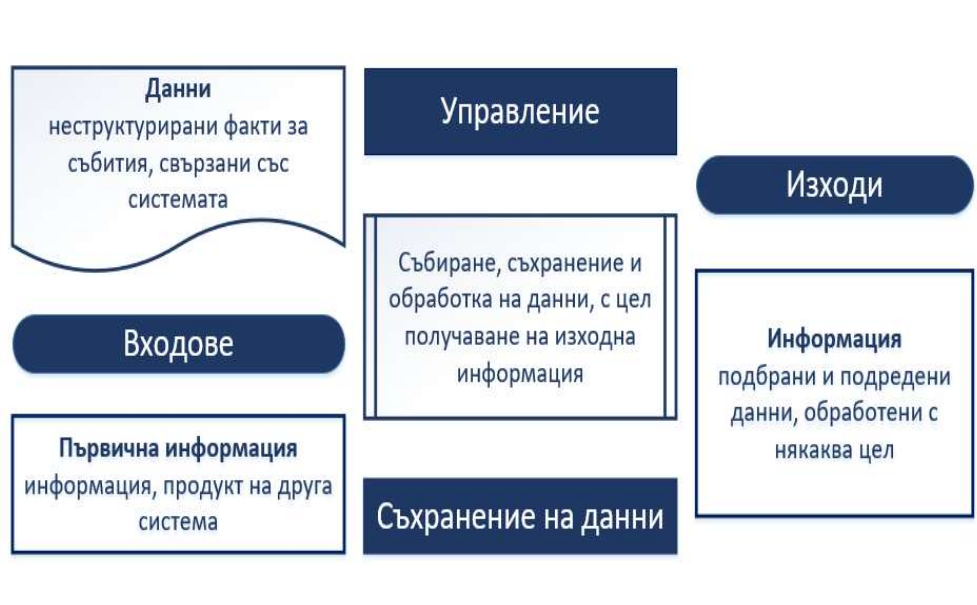 Данни
неструктурирани факти за
събития, свързани със
системата
Входове
Първична информация
информация, продукт на друга
система
Управление
Събиране, съхранение и
обработка на данни, с цел
получаване на изходна
информация
Съхранение на данни
Изходи
Информация
подбрани и подредени
данни, обработени с
някаква цел